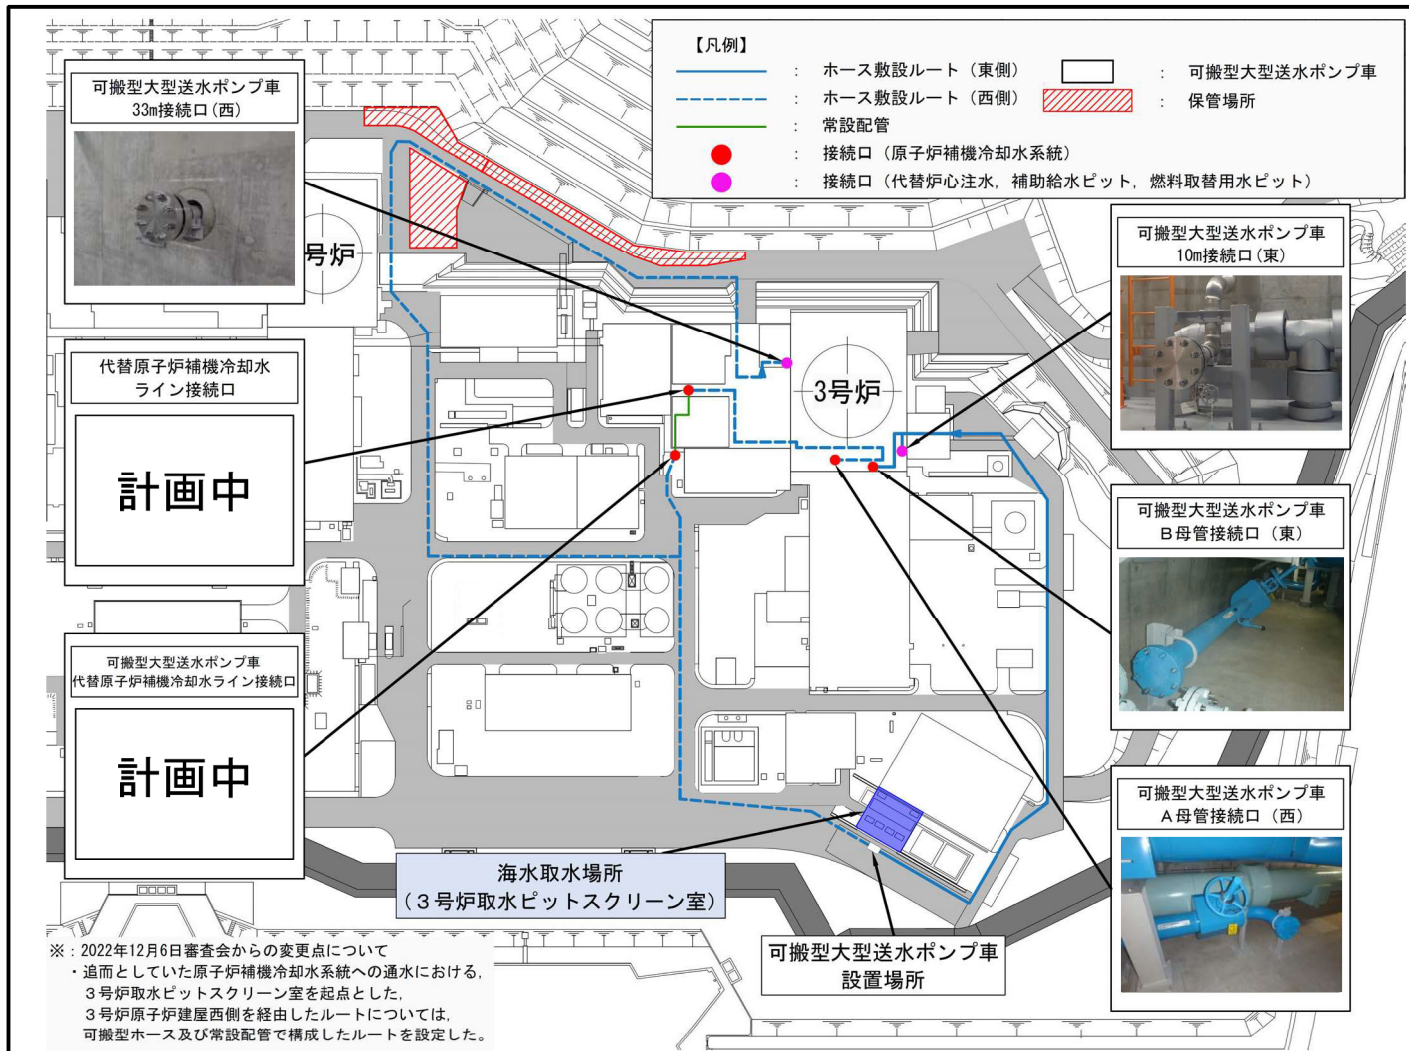 【凡例】
: ホース敷設ルート（東側）
: 可搬型大型送水ポンプ車
: ホース敷設ルート（西側）
: 保管場所
: 常設配管
: 接続口（原子炉補機冷却水系統）
: 接続口（代替炉心注水，補助給水ピット，燃料取替用水ピット）
可搬型大型送水ポンプ車
33m接続口(西)
号炉
代替原子炉補機冷却水
ライン接続口
計画中
可搬型大型送水ポンプ車
代替原子炉補機冷却水ライン接続口
計画中
3号炉
可搬型大型送水ポンプ車
10m接続口(東)
可搬型大型送水ポンプ車
B母管接続口（東）
可搬型大型送水ポンプ車
A母管接続口（西）
海水取水場所
（３号炉取水ピットスクリーン室）
可搬型大型送水ポンプ車
設置場所
※：2022年12月6日審査会からの変更点について
・追而としていた原子炉補機冷却水系統への通水における，
３号炉取水ピットスクリーン室を起点とした，
３号炉原子炉建屋西側を経由したルートについては，
可搬型ホース及び常設配管で構成したルートを設定した。